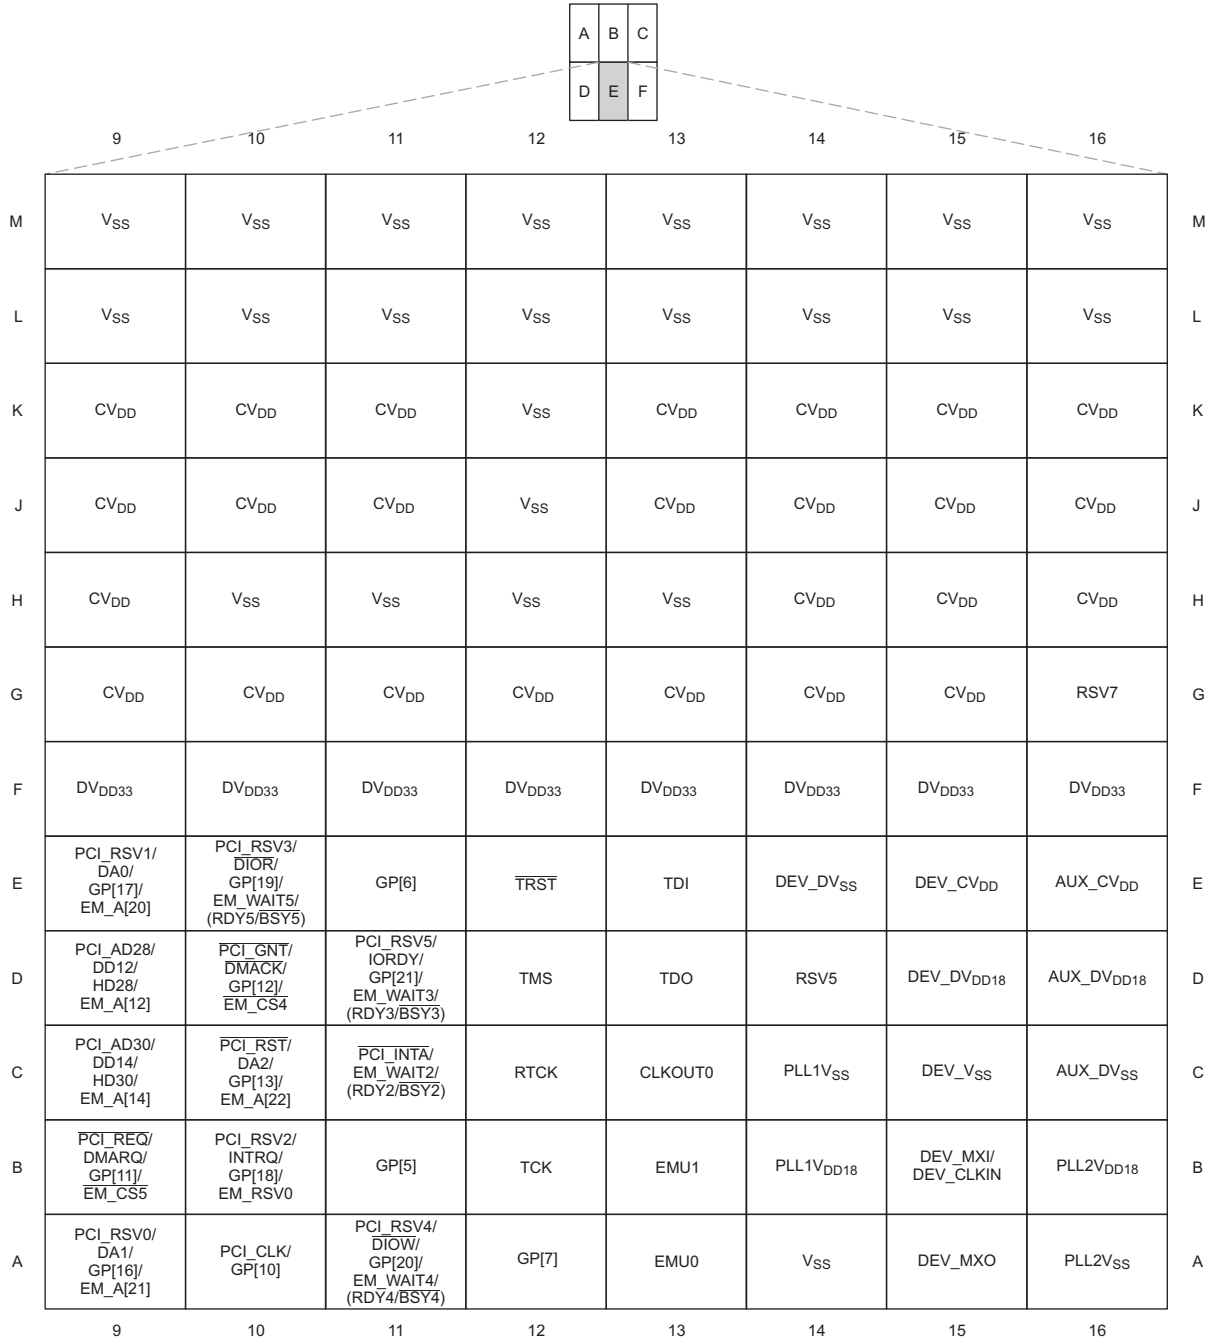 A B C
D E F
9 10 11 12 13 14 15 16
M VSS VSS VSS VSS VSS VSS VSS VSS M
L VSS VSS VSS VSS VSS VSS VSS VSS L
K CVDD CVDD CVDD VSS CVDD CVDD CVDD CVDD K
J CVDD CVDD CVDD VSS CVDD CVDD CVDD CVDD J
H CVDD VSS VSS VSS VSS CVDD CVDD CVDD H
G CVDD CVDD CVDD CVDD CVDD CVDD CVDD RSV7 G
F DVDD33 DVDD33 DVDD33 DVDD33 DVDD33 DVDD33 DVDD33 DVDD33 F
E
PCI_RSV1/
DA0/
GP[17]/
EM_A[20]
PCI_RSV3/
DIOR/
GP[19]/
EM_WAIT5/
(RDY5/BSY5)
GP[6]
TRST
TDI
DEV_DVSS
DEV_CVDD
AUX_CVDD
E
D
PCI_AD28/
DD12/
HD28/
EM_A[12]
PCI_GNT/
DMACK/
GP[12]/
EM_CS4
PCI_RSV5/
IORDY/
GP[21]/
EM_WAIT3/
(RDY3/BSY3)
TMS
TDO
RSV5
DEV_DVDD18
AUX_DVDD18
D
C
PCI_AD30/
DD14/
HD30/
EM_A[14]
PCI_RST/
DA2/
GP[13]/
EM_A[22]
PCI_INTA/
EM_WAIT2/
(RDY2/BSY2)
RTCK
CLKOUT0
PLL1VSS
DEV_VSS
AUX_DVSS
C
B
PCI_REQ/
DMARQ/
GP[11]/
EM_CS5
PCI_RSV2/
INTRQ/
GP[18]/
EM_RSV0
GP[5]
TCK
EMU1
PLL1VDD18
DEV_MXI/
DEV_CLKIN
PLL2VDD18
B
A
PCI_RSV0/
DA1/
GP[16]/
EM_A[21]
PCI_CLK/
GP[10]
PCI_RSV4/
DIOW/
GP[20]/
EM_WAIT4/
(RDY4/BSY4)
GP[7]
EMU0
VSS
DEV_MXO
PLL2VSS
A
9 10 11 12 13 14 15 16